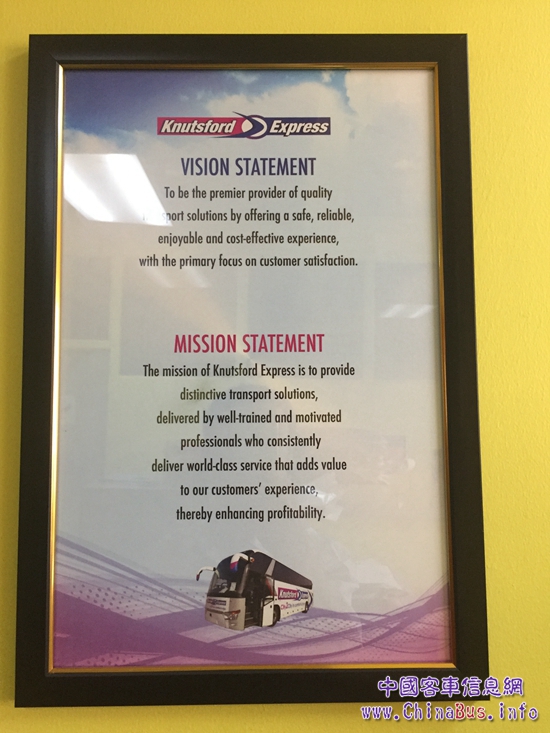 Knutsford Express
VISION STATEMENT
To be the premier provider of quality
sport solutions by offering a safe, reliable,
enjoyable and cost-effective experience,
with the primary focus on customer satisfaction.
MISSION STATEMENT
The mission of Knutsford Express is to provide
distinctive transport solutions,
delivered by well-trained and motivated
professionals who consistently
deliver world-class service that adds value
to our customers' experience,
thereby enhancing profitability.
Knutsford Express
中國客車信息網
www.ChinaBus.info